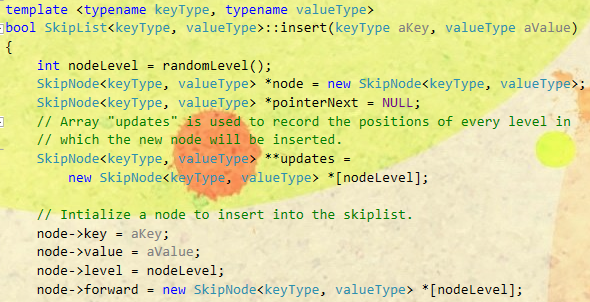 template <typename keyType, typename valueType>
bool SkipList<keyType, valueType>::insert(keyType aKey, valueType aValue)
{
    int nodeLevel = randomLevel();
    SkipNode<keyType, valueType> *node = new SkipNode<keyType, valueType>;
    SkipNode<keyType, valueType> *pointerNext = NULL;
    // Array "updates" is used to record the positions of every level in
    // which the new node will be inserted.
    SkipNode<keyType, valueType> **updates =
        new SkipNode<keyType, valueType> *[nodeLevel];

    // Intialize a node to insert into the skiplist.
    node->key = aKey;
    node->value = aValue;
    node->level = nodeLevel;
    node->forward = new SkipNode<keyType, valueType> *[nodeLevel];